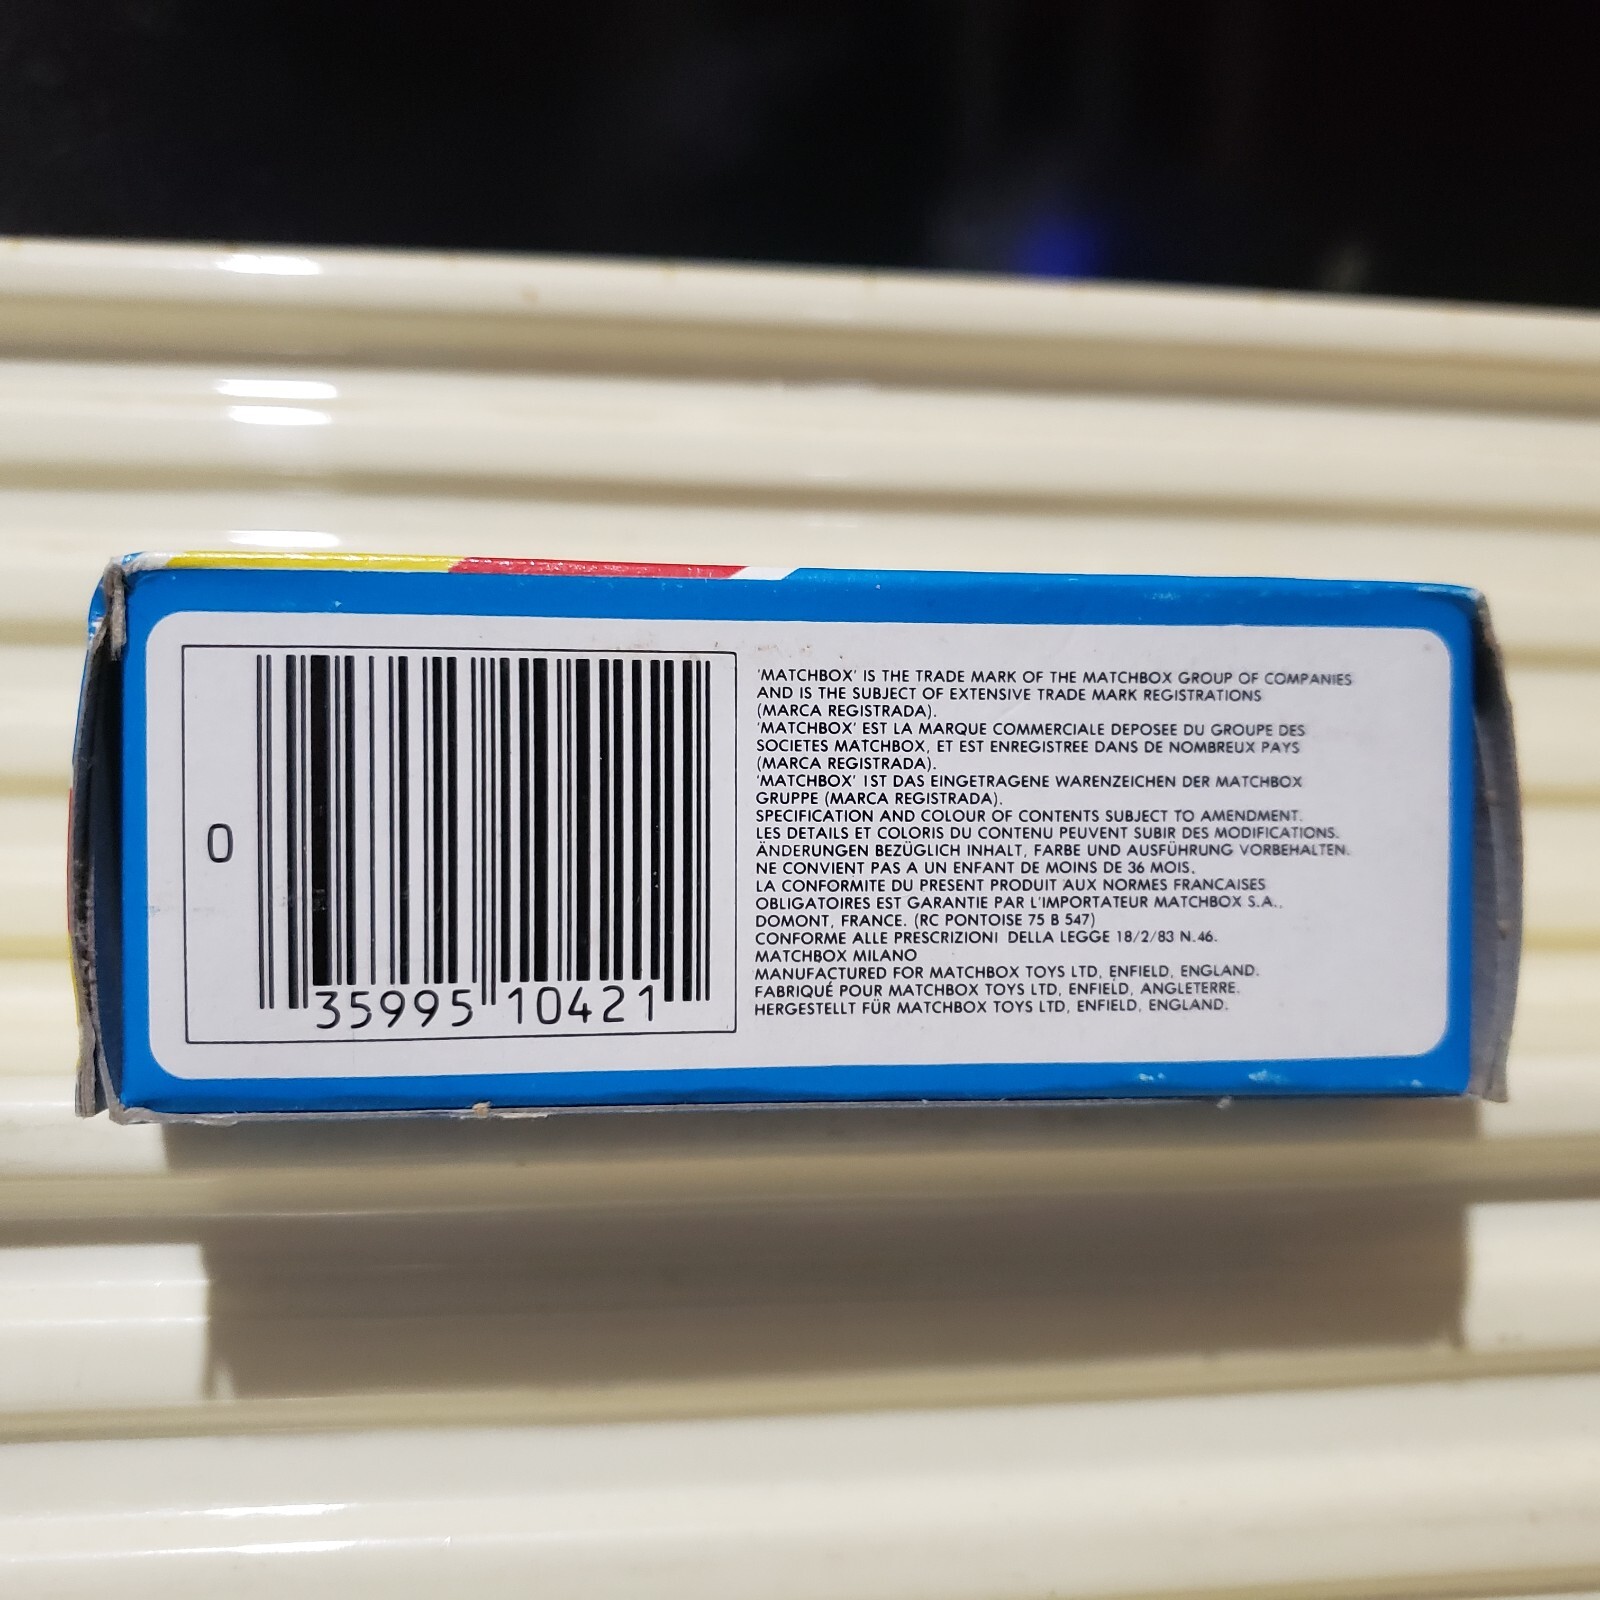 0
35995 10421
'MATCHBOX' IS THE TRADE MARK OF THE MATCHBOX GROUP OF COMPANIES
AND IS THE SUBJECT OF EXTENSIVE TRADE MARK REGISTRATIONS
(MARCA REGISTRADA).
'MATCHBOX' EST LA MARQUE COMMERCIALE DEPOSEE DU GROUPE DES
SOCIETES MATCHBOX, ET EST ENREGISTREE DANS DE NOMBREUX PAYS
(MARCA REGISTRADA).
'MATCHBOX' IST DAS EINGETRAGENE WARENZEICHEN DER MATCHBOX
GRUPPE (MARCA REGISTRADA).
SPECIFICATION AND COLOUR OF CONTENTS SUBJECT TO AMENDMENT.
LES DETAILS ET COLORIS DU CONTENU PEUVENT SUBIR DES MODIFICATIONS.
ÄNDERUNGEN BEZÜGLICH INHALT, FARBE UND AUSFÜHRUNG VORBEHALTEN.
NE CONVIENT PAS A UN ENFANT DE MOINS DE 36 MOIS.
LA CONFORMITE DU PRESENT PRODUIT AUX NORMES FRANCAISES
OBLIGATOIRES EST GARANTIE PAR L'IMPORTATEUR MATCHBOX S.A..
DOMONT, FRANCE. (RC PONTOISE 75 B 547)
CONFORME ALLE PRESCRIZIONI DELLA LEGGE 18/2/83 N.46.
MATCHBOX MILANO
MANUFACTURED FOR MATCHBOX TOYS LTD, ENFIELD, ENGLAND.
FABRIQUÉ POUR MATCHBOX TOYS LTD, ENFIELD, ANGLETERRE.
HERGESTELLT FÜR MATCHBOX TOYS LTD, ENFIELD, ENGLAND.